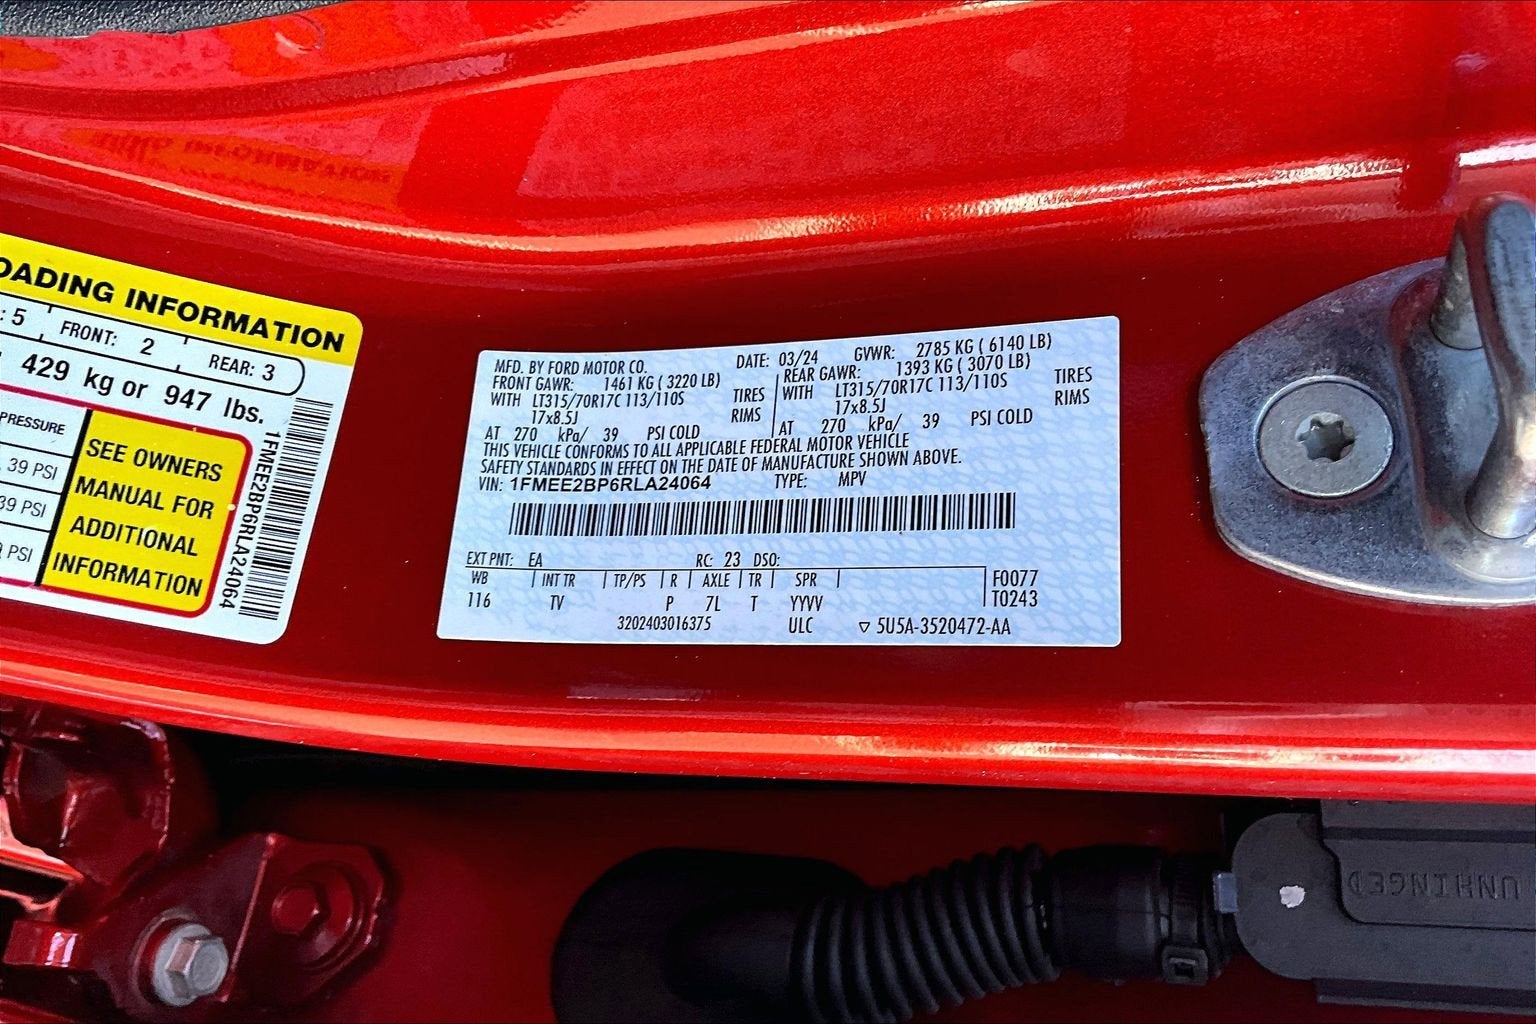 OADING INFORMATION
: 5 FRONT: 2 REAR: 3
429 kg or 947 lbs.
PRESSURE
39 PSI
39 PSI
PSI
SEE OWNERS
MANUAL FOR
ADDITIONAL
INFORMATION
1FMEE2BP6RLA24064
MFD. BY FORD MOTOR CO. DATE: 03/24 GVWR: 2785 KG ( 6140 LB)
FRONT GAWR: 1461 KG ( 3220 LB) REAR GAWR: 1393 KG ( 3070 LB)
WITH LT315/70R17C 113/110S TIRES WITH LT315/70R17C 113/110S TIRES
17x8.5J RIMS 17x8.5J RIMS
AT 270 kPa/ 39 PSI COLD AT 270 kPa/ 39 PSI COLD
THIS VEHICLE CONFORMS TO ALL APPLICABLE FEDERAL MOTOR VEHICLE
SAFETY STANDARDS IN EFFECT ON THE DATE OF MANUFACTURE SHOWN ABOVE.
VIN: 1FMEE2BP6RLA24064 TYPE: MPV
EXT PNT: EA RC: 23 DSO:
WB INT TR TP/PS R AXLE TR SPR F0077
116 TV P 7L T YYVV T0243
3202403016375 ULC ▽ 5U5A-3520472-AA
UNHINGED